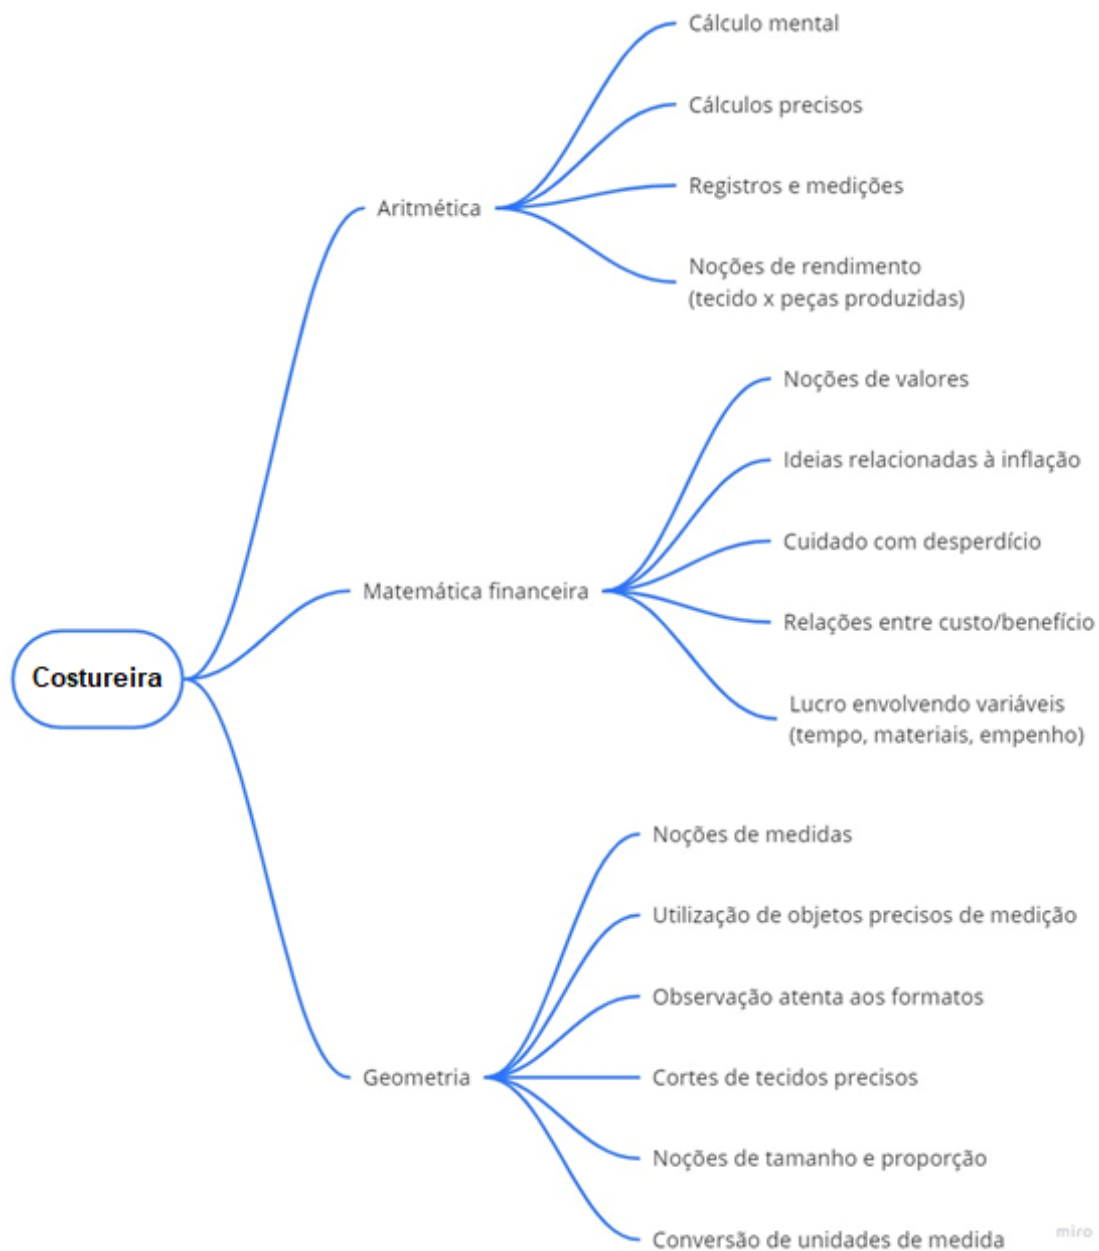 Cálculo mental
Cálculos precisos
Registros e medições
Aritmética
Noções de rendimento
(tecido x peças produzidas)
Noções de valores
Ideias relacionadas à inflação
Cuidado com desperdício
Matemática financeira
Relações entre custo/benefício
Costureira
Lucro envolvendo variáveis
(tempo, materiais, empenho)
Noções de medidas
Utilização de objetos precisos de medição
Observação atenta aos formatos
Geometria
Cortes de tecidos precisos
Noções de tamanho e proporção
Conversão de unidades de medida
miro